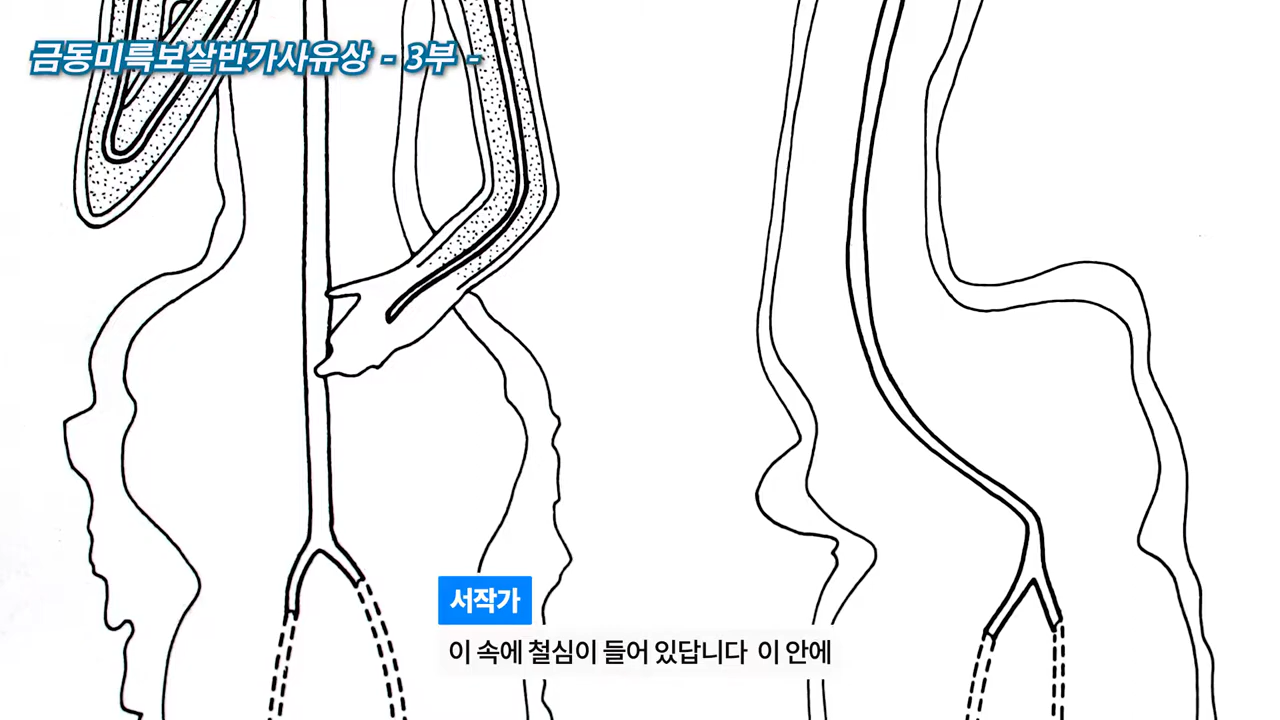 금동미륵보살반가사유상 - 3부 -
서작가
이 속에 철심이 들어 있답니다 이 안에